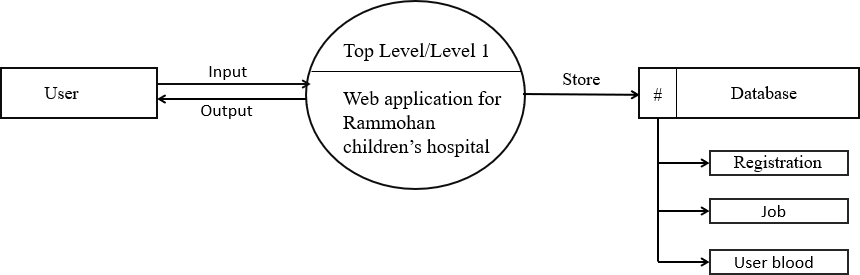 User
Input
Output
Top Level/Level 1
Web application for
Rammohan
children's hospital
Store
# Database
Registration
Job
User blood